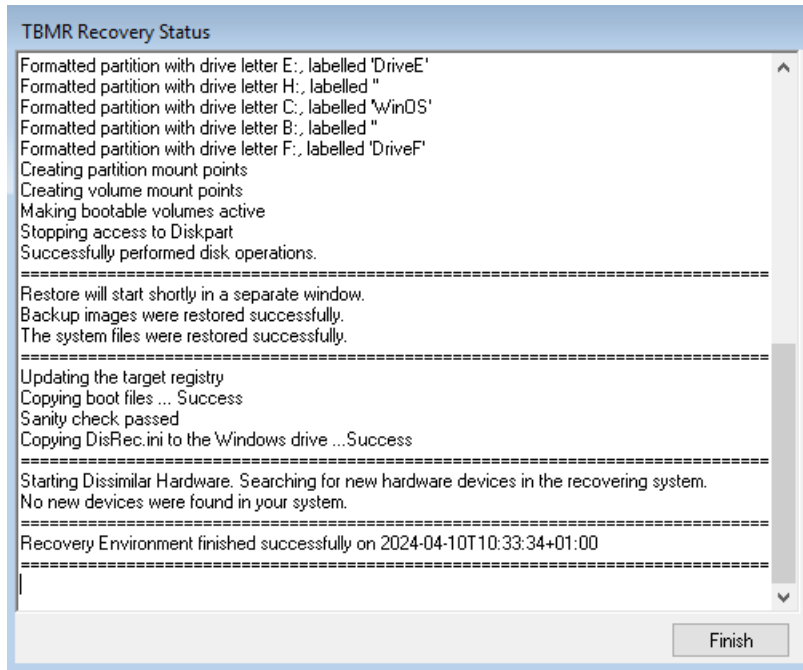 TBMR Recovery Status
Formatted partition with drive letter E:, labelled 'DriveE'
Formatted partition with drive letter H:, labelled ''
Formatted partition with drive letter C:, labelled 'WinOS'
Formatted partition with drive letter B:, labelled ''
Formatted partition with drive letter F:, labelled 'DriveF'
Creating partition mount points
Creating volume mount points
Making bootable volumes active
Stopping access to Diskpart
Successfully performed disk operations.
==============================================================================
Restore will start shortly in a separate window.
Backup images were restored successfully.
The system files were restored successfully.
==============================================================================
Updating the target registry
Copying boot files ... Success
Sanity check passed
Copying DisRec.ini to the Windows drive ...Success
==============================================================================
Starting Dissimilar Hardware. Searching for new hardware devices in the recovering system.
No new devices were found in your system.
==============================================================================
Recovery Environment finished successfully on 2024-04-10T10:33:34+01:00
==============================================================================
Finish